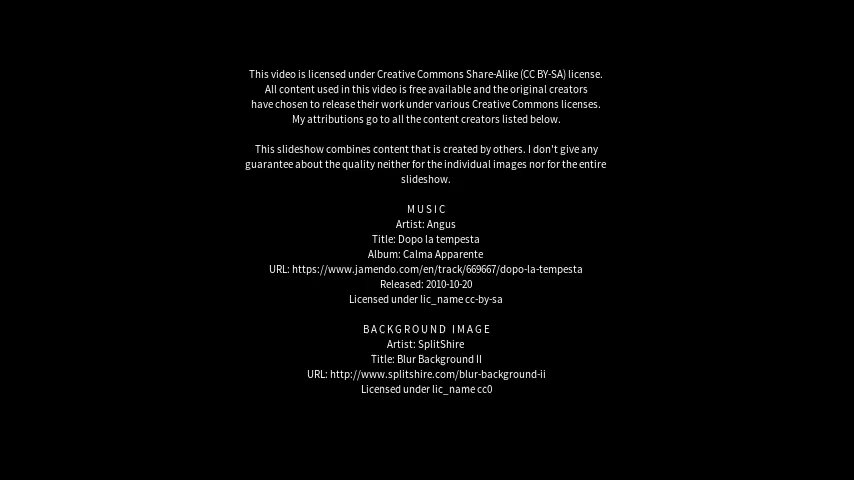 This video is licensed under Creative Commons Share-Alike (CC BY-SA) license.
All content used in this video is free available and the original creators
have chosen to release their work under various Creative Commons licenses.
My attributions go to all the content creators listed below.
This slideshow combines content that is created by others. I don't give any
guarantee about the quality neither for the individual images nor for the entire
slideshow.
MUSIC
Artist: Angus
Title: Dopo la tempesta
Album: Calma Apparente
URL: https://www.jamendo.com/en/track/669667/dopo-la-tempesta
Released: 2010-10-20
Licensed under lic_name cc-by-sa
BACKGROUND IMAGE
Artist: SplitShire
Title: Blur Background II
URL: http://www.splitshire.com/blur-background-ii
Licensed under lic_name cc0